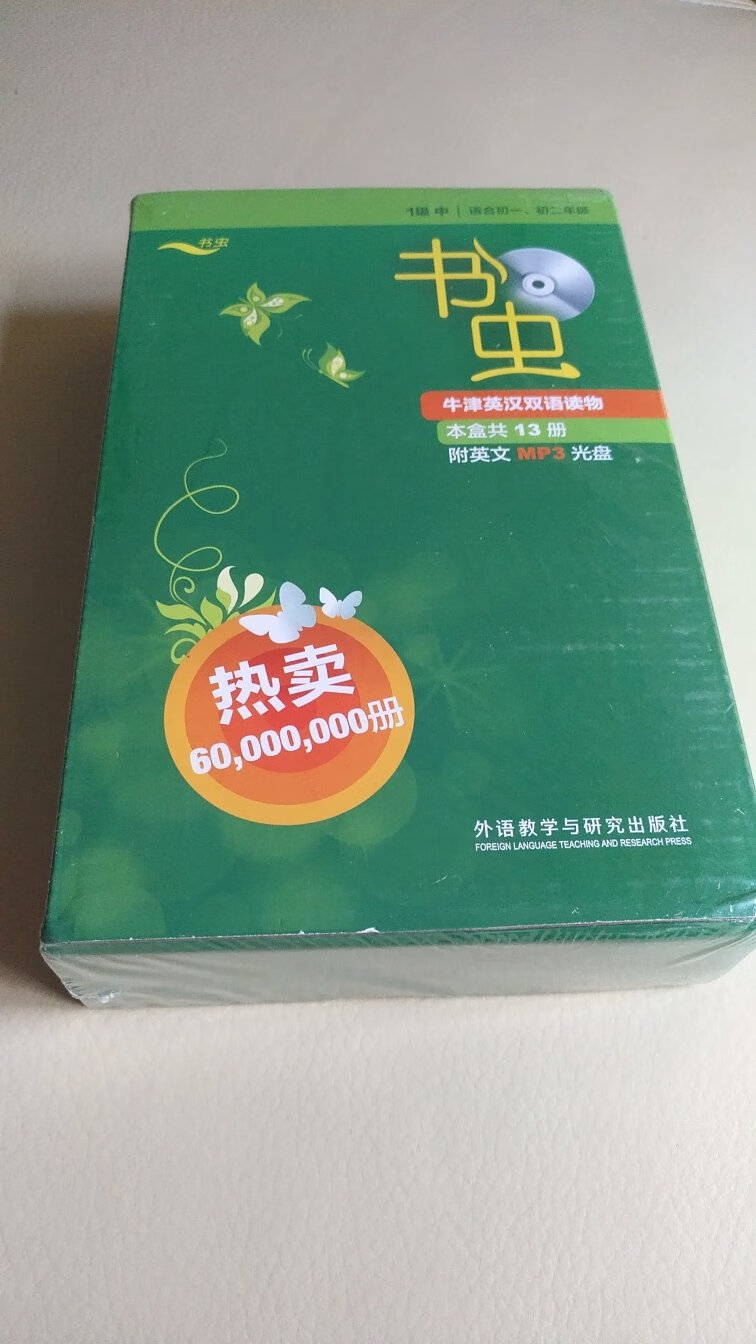 1级 中 | 适合初一、初二年级
书虫
书虫
牛津英汉双语读物
本盒共 13 册
附英文 MP3 光盘
热卖
60,000,000册
外语教学与研究出版社
FOREIGN LANGUAGE TEACHING AND RESEARCH PRESS